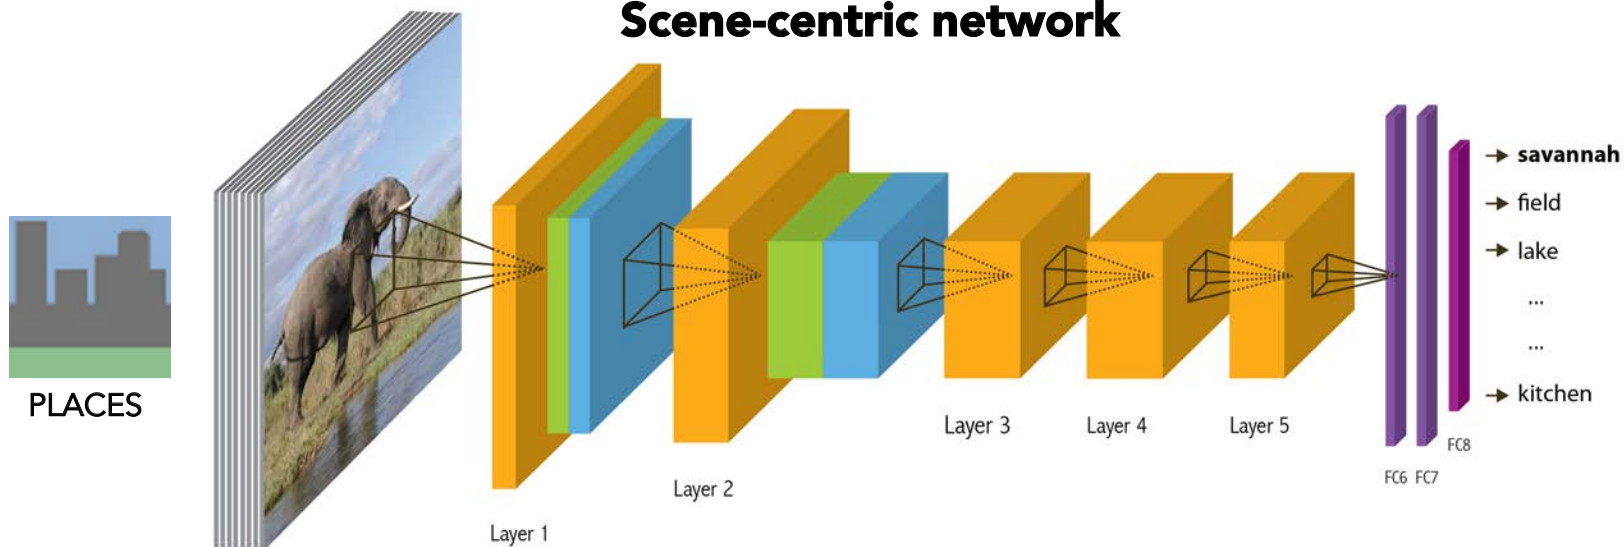 Scene-centric network
PLACES
Layer 1
Layer 2
Layer 3
Layer 4
Layer 5
FC6
FC7
FC8
savannah
field
lake
...
...
kitchen